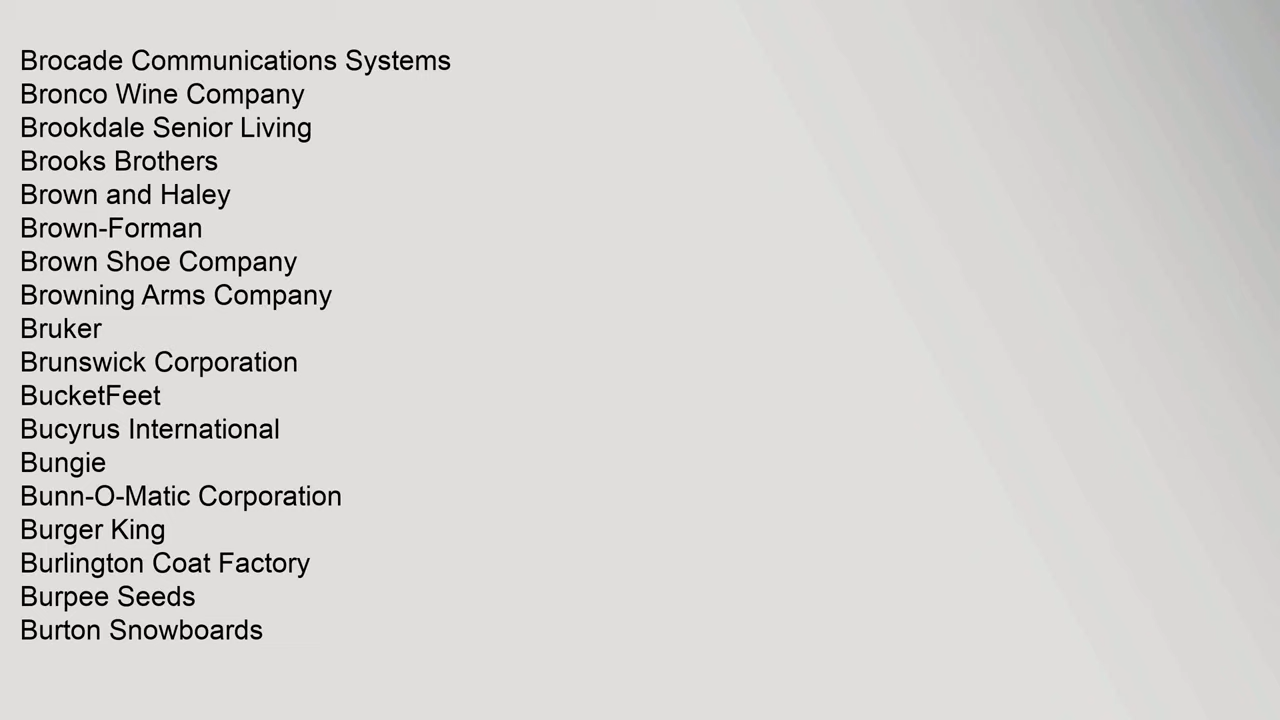 Brocade Communications Systems
Bronco Wine Company
Brookdale Senior Living
Brooks Brothers
Brown and Haley
Brown-Forman
Brown Shoe Company
Browning Arms Company
Bruker
Brunswick Corporation
BucketFeet
Bucyrus International
Bungie
Bunn-O-Matic Corporation
Burger King
Burlington Coat Factory
Burpee Seeds
Burton Snowboards